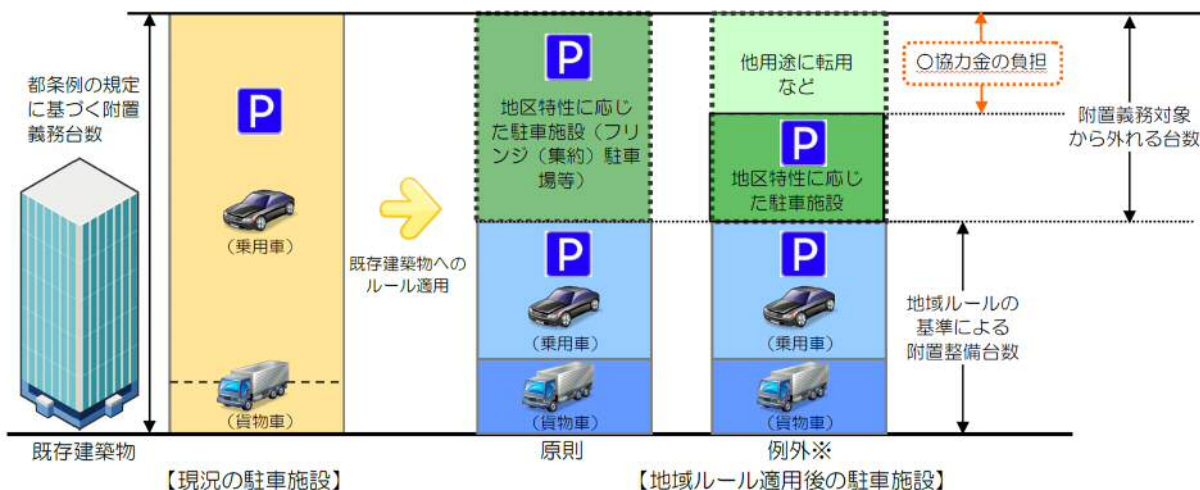 都条例の規定
に基づく附置
義務台数
P
(乗用車)
(貨物車)
既存建築物
【現況の駐車施設】
既存建築物への
ルール適用
P
地区特性に応じ
た駐車施設(フリ
ンジ(集約)駐車
場等)
P
(乗用車)
(貨物車)
原則
他用途に転用
など
P
地区特性に応じ
た駐車施設
P
(乗用車)
(貨物車)
例外※
【地域ルール適用後の駐車施設】
〇協力金の負担
附置義務対象
から外れる台数
地域ルールの
基準による
附置整備台数